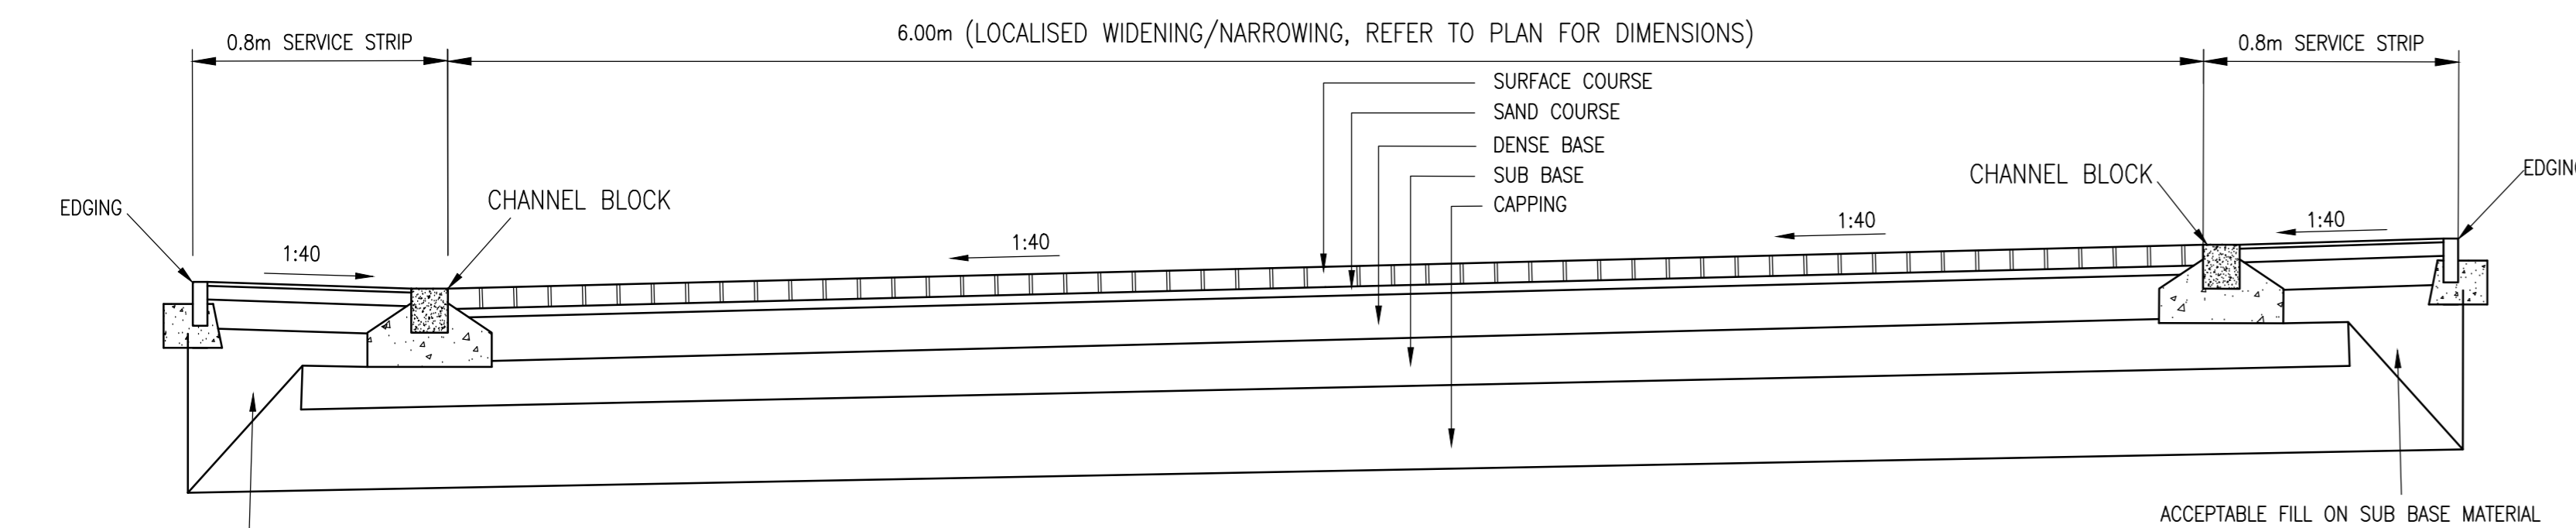 6.00m (LOCALISED WIDENING/NARROWING, REFER TO PLAN FOR DIMENSIONS)
0.8m SERVICE STRIP
0.8m SERVICE STRIP
SURFACE COURSE
SAND COURSE
DENSE BASE
SUB BASE
CAPPING
EDGING
CHANNEL BLOCK
CHANNEL BLOCK
EDGIN
1:40
1:40
1:40
1:40
ACCEPTABLE FILL ON SUB BASE MATERIAL